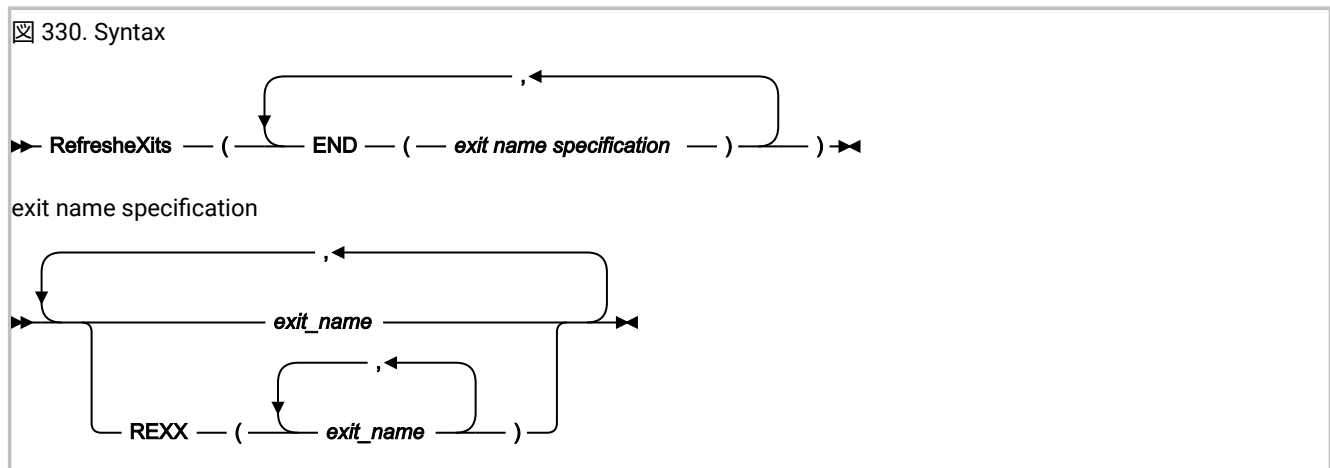 図 330. Syntax
,
RefresheXits ( END ( exit name specification ) )
exit name specification
,
exit_name
,
REXX ( exit_name )